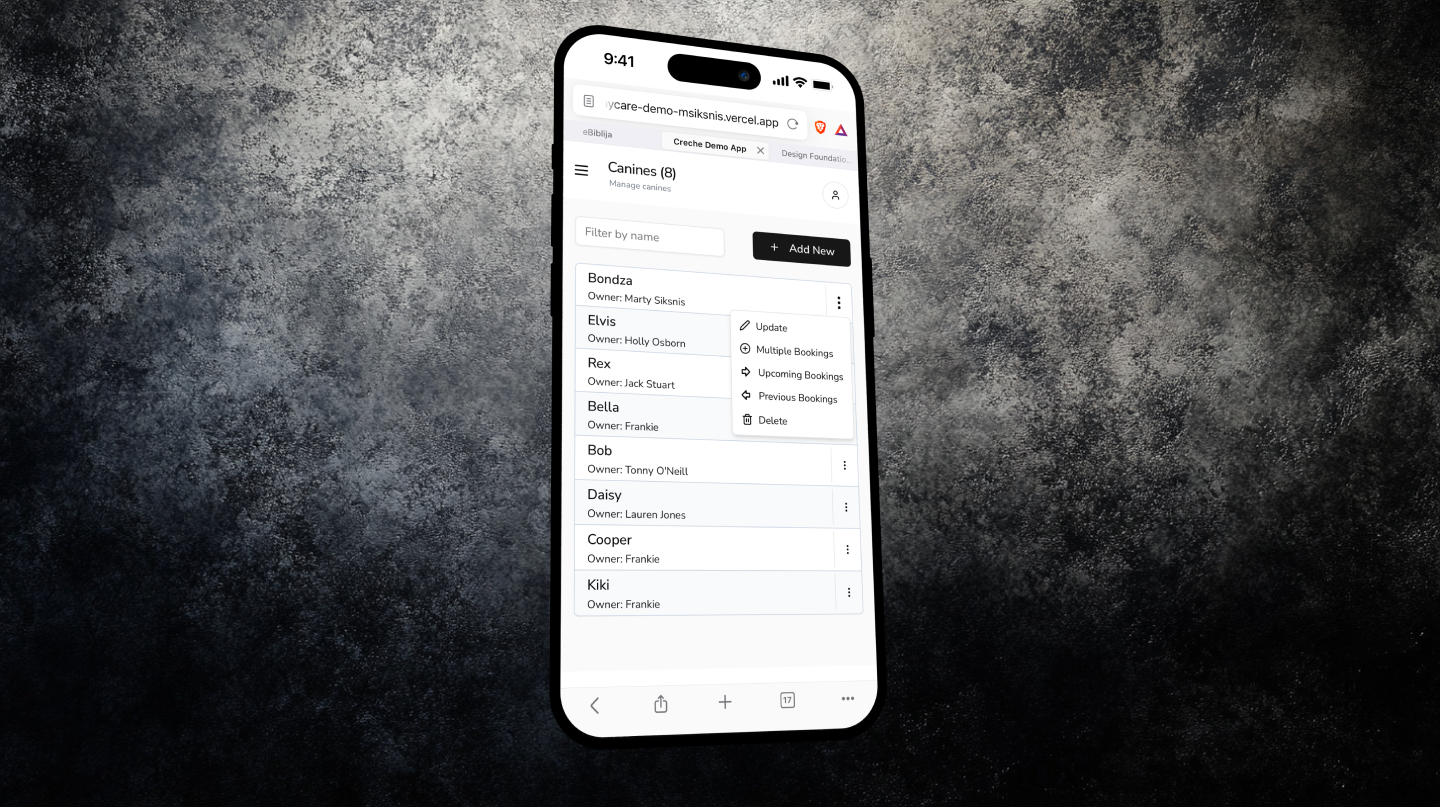 9:41
ycare-demo-msiksnis.vercel.app
eBiblija
Creche Demo App
Design Foundatio...
Canines (8)
Manage canines
Filter by name
+ Add New
Bondza
Owner: Marty Siksnis
Update
Multiple Bookings
Upcoming Bookings
Previous Bookings
Delete
Elvis
Owner: Holly Osborn
Rex
Owner: Jack Stuart
Bella
Owner: Frankie
Bob
Owner: Tonny O'Neill
Daisy
Owner: Lauren Jones
Cooper
Owner: Frankie
Kiki
Owner: Frankie
17